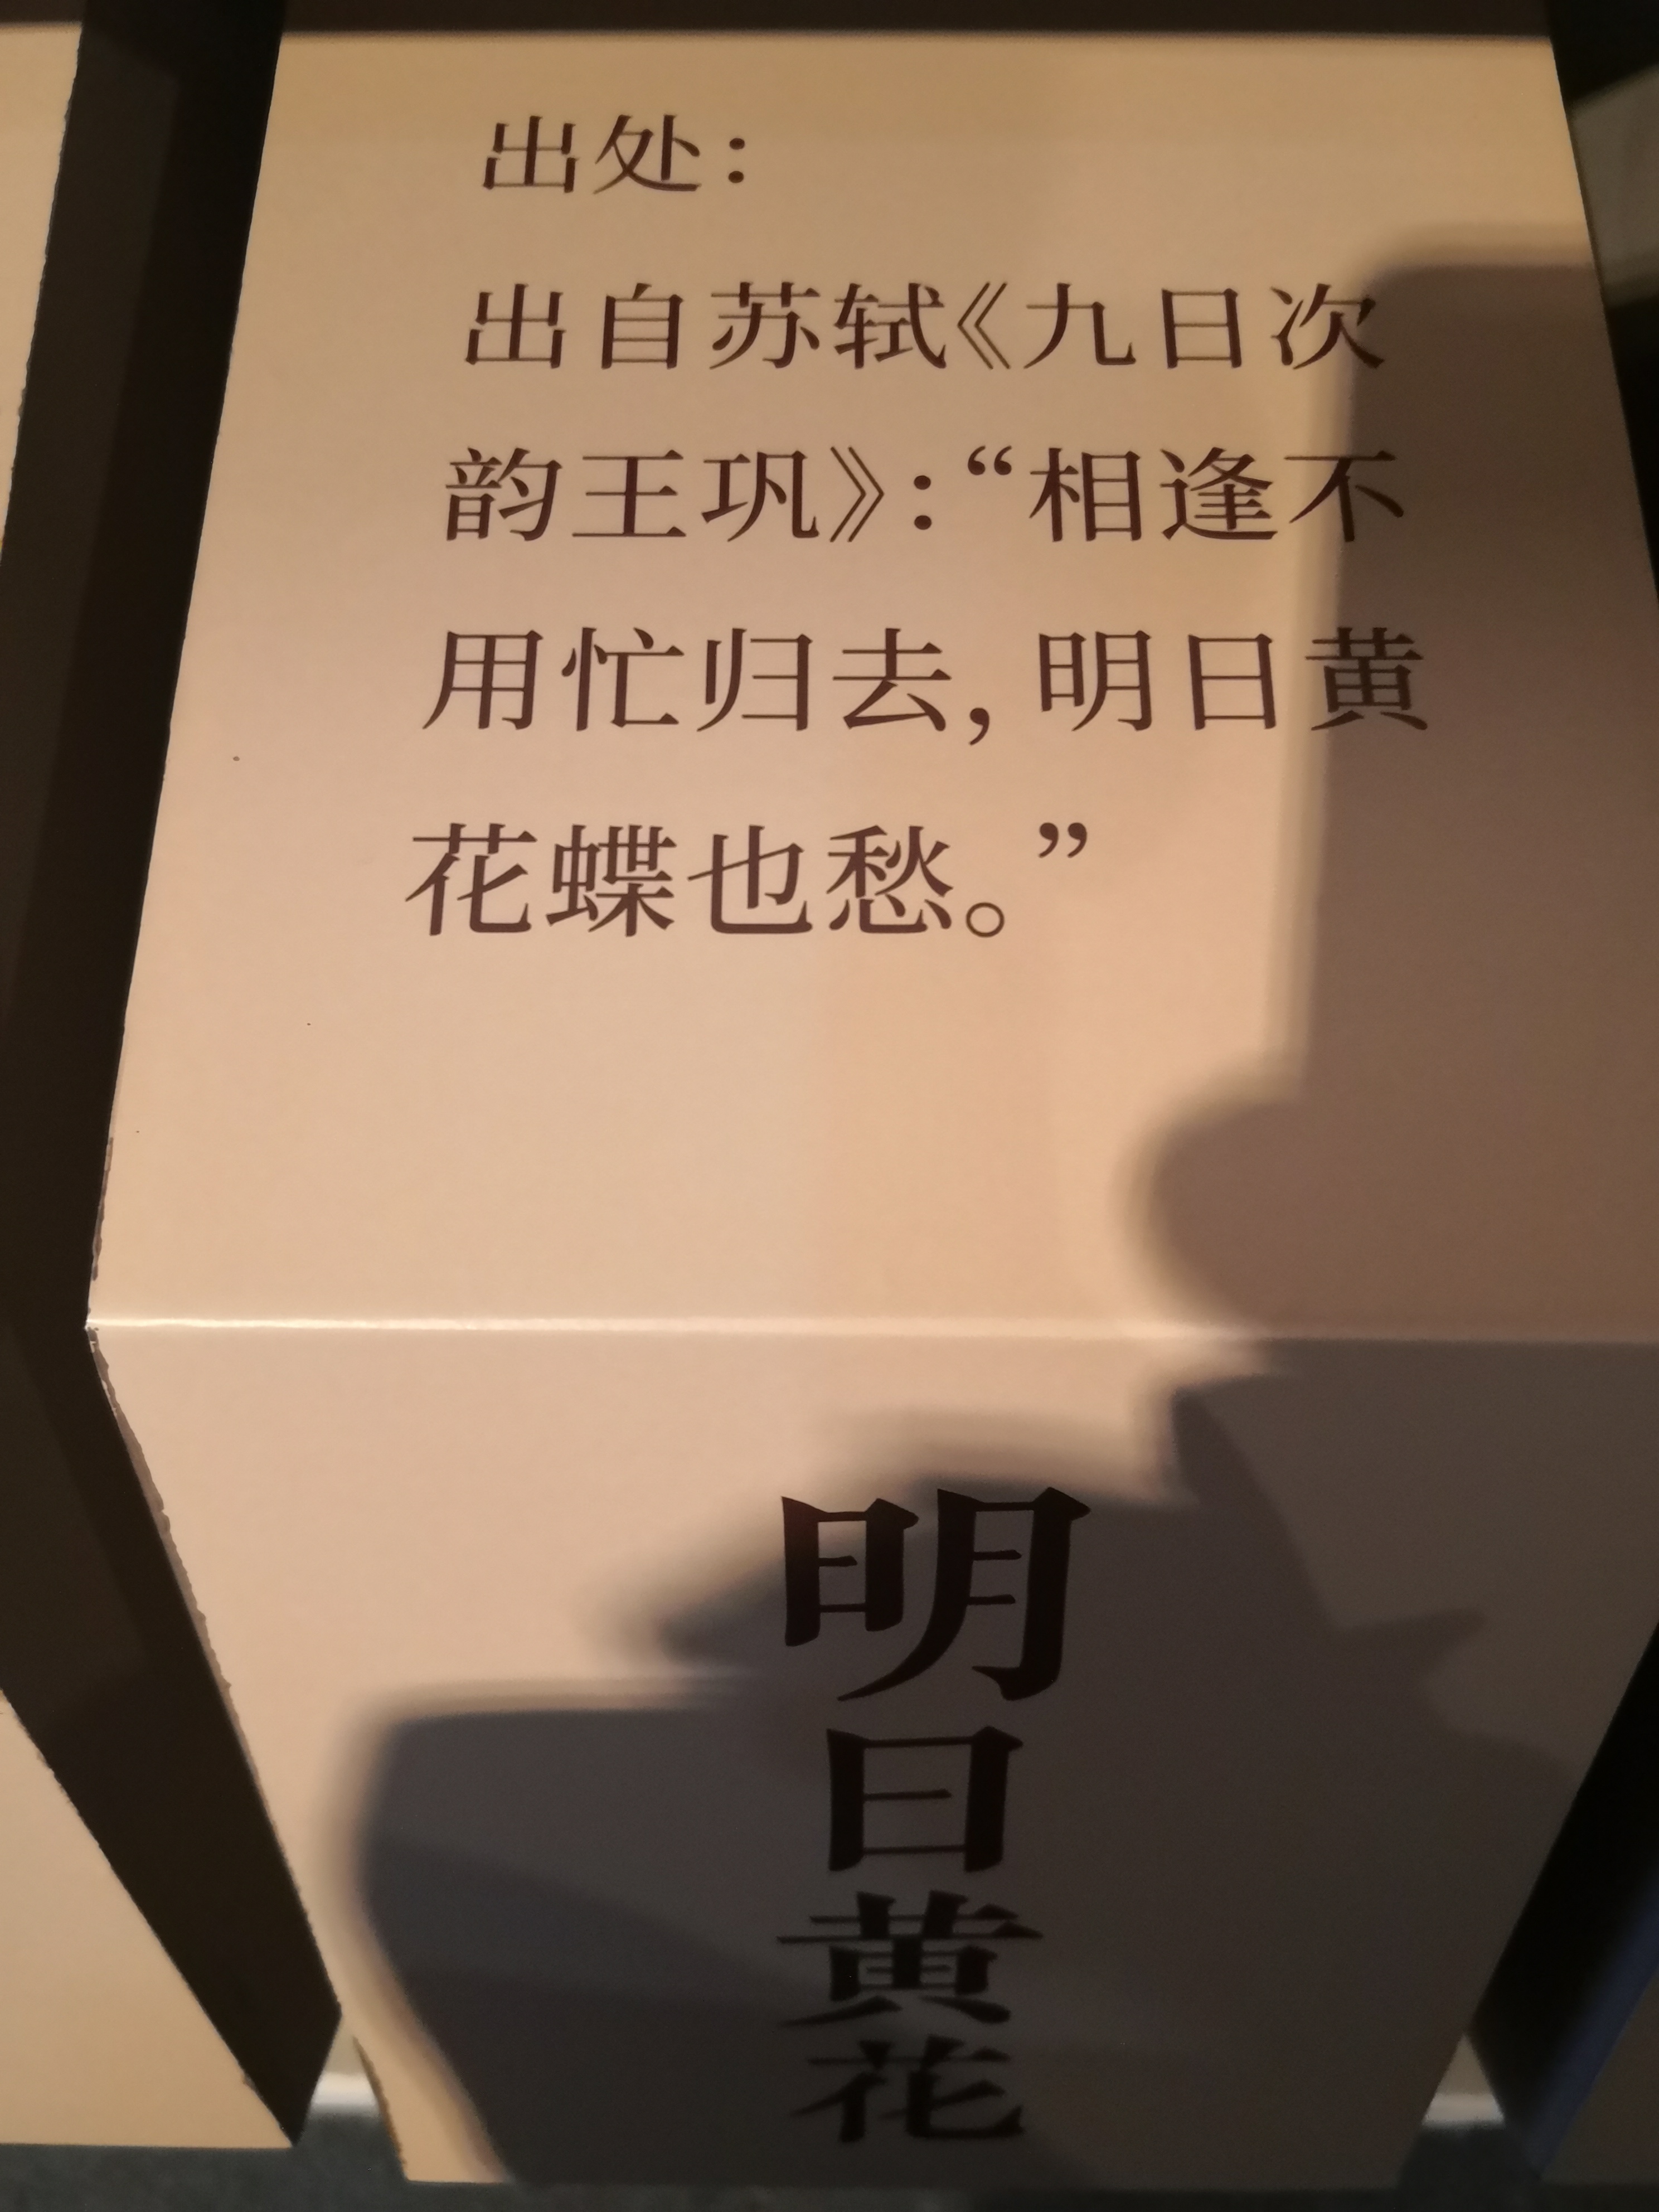 出处：
出自苏轼《九日次
韵王巩》：“相逢不
用忙归去，明日黄
花蝶也愁。”
明日黄花